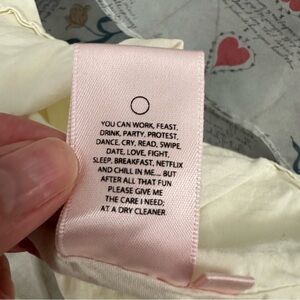 YOU CAN WORK, FEAST,
DRINK, PARTY, PROTEST,
DANCE, CRY, READ, SWIPE,
DATE, LOVE, FIGHT,
SLEEP, BREAKFAST, NETFLIX
AND CHILL IN ME... BUT
AFTER ALL THAT FUN
PLEASE GIVE ME
THE CARE I NEED;
AT A DRY CLEANER